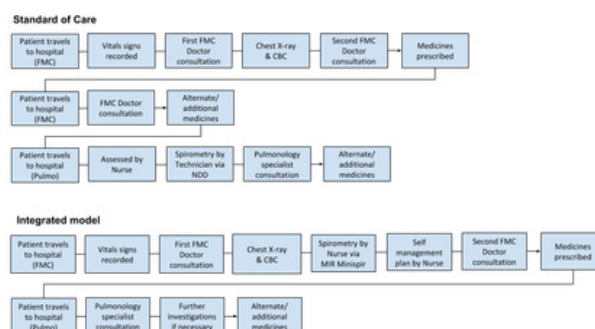 Standard of Care
Patient travels
to hospital
(FMC)
Vitals signs
recorded
First FMC
Doctor
consultation
Chest X-ray
& CBC
Second FMC
Doctor
consultation
Medicines
prescribed
Patient travels
to hospital
(FMC)
FMC Doctor
consultation
Alternate/
additional
medicines
Patient travels
to hospital
(Pulmo)
Assessed by
Nurse
Spirometry by
Technician via
NDD
Pulmonology
specialist
consultation
Alternate/
additional
medicines
Integrated model
Patient travels
to hospital
(FMC)
Vitals signs
recorded
First FMC
Doctor
consultation
Chest X-ray
& CBC
Spirometry by
Nurse via
MIR Minispir
Self
management
plan by Nurse
Second FMC
Doctor
consultation
Medicines
prescribed
Patient travels
to hospital
(Pulmo)
Pulmonology
specialist
consultation
Further
investigations
if necessary
Alternate/
additional
medicines